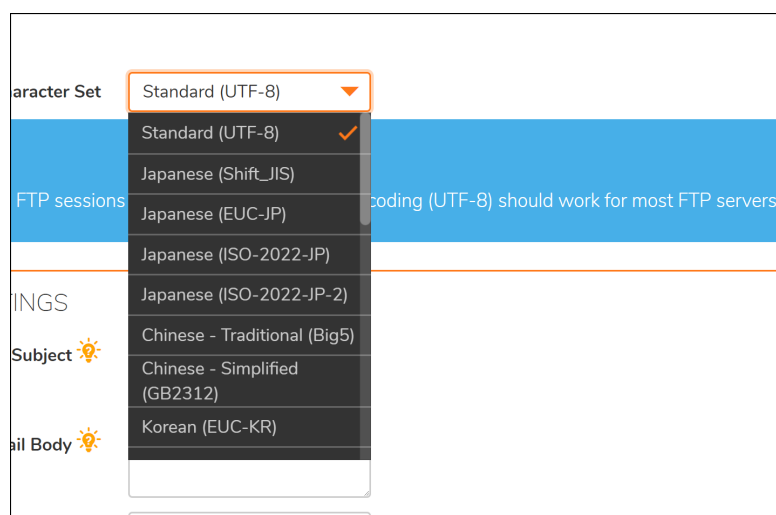 aracter Set
Standard (UTF-8)
Standard (UTF-8)
Japanese (Shift_JIS)
FTP sessions
coding (UTF-8) should work for most FTP servers
Japanese (EUC-JP)
Japanese (ISO-2022-JP)
Japanese (ISO-2022-JP-2)
TINGS
Chinese - Traditional (Big5)
Subject
Chinese - Simplified
(GB2312)
Korean (EUC-KR)
ail Body